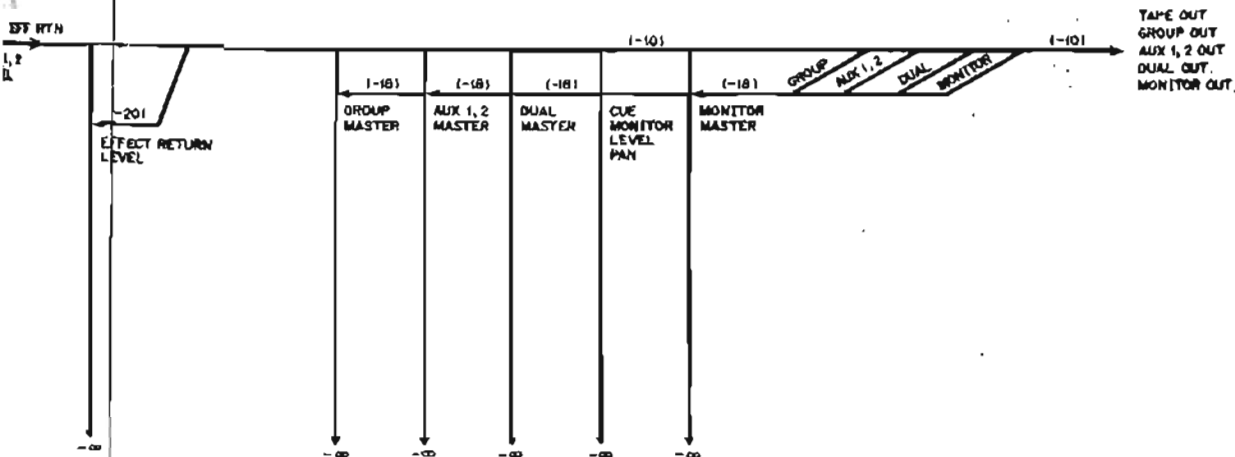 EFF RTN
1, 2
(-10)
(-10)
TAPE OUT
GROUP OUT
AUX 1, 2 OUT
DUAL OUT.
MONITOR OUT.
GROUP
AUX 1, 2
DUAL
MONITOR
-20)
EFFECT RETURN
LEVEL
(-18)
GROUP
MASTER
(-18)
AUX 1, 2
MASTER
(-18)
DUAL
MASTER
CUE
MONITOR
LEVEL
PAN
(-18)
MONITOR
MASTER
-∞
-∞
-∞
-∞
-∞
-∞